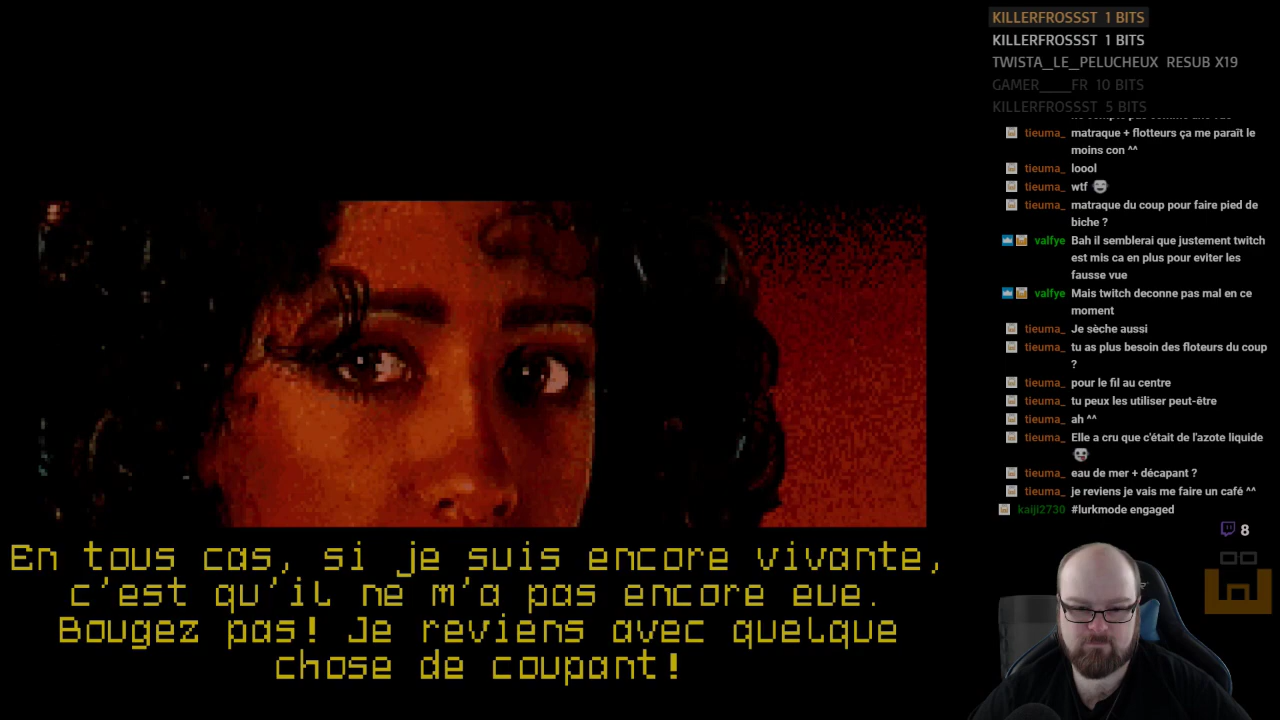 KILLERFROSSST 1 BITS
KILLERFROSSST 1 BITS
TWISTA_LE_PELUCHEUX RESUB X19
GAMER____FR 10 BITS
KILLERFROSSST 5 BITS
tieuma_ matraque + flotteurs ça me paraît le
moins con ^^
tieuma_ loool
tieuma_ wtf
tieuma_ matraque du coup pour faire pied de
biche ?
valfye Bah il semblerai que justement twitch
est mis ca en plus pour eviter les
fausse vue
valfye Mais twitch deconne pas mal en ce
moment
tieuma_ Je sèche aussi
tieuma_ tu as plus besoin des floteurs du coup
?
tieuma_ pour le fil au centre
tieuma_ tu peux les utiliser peut-être
tieuma_ ah ^^
tieuma_ Elle a cru que c'était de l'azote liquide
tieuma_ eau de mer + décapant ?
tieuma_ je reviens je vais me faire un café ^^
kaiji2730 #lurkmode engaged
8
En tous cas, si je suis encore vivante,
c'est qu'il ne m'a pas encore eue.
Bougez pas! Je reviens avec quelque
chose de coupant!